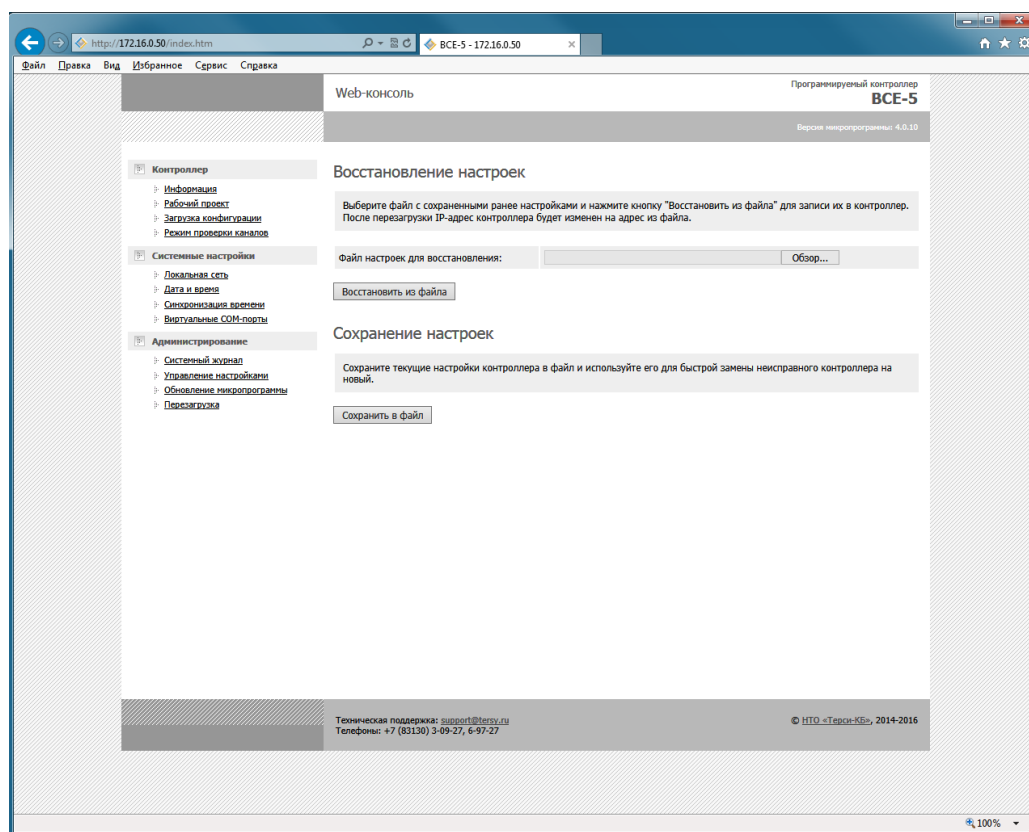 http://172.16.0.50/index.htm
BCE-5 - 172.16.0.50
Файл Правка Вид Избранное Сервис Справка
Web-консоль
Программируемый контроллер
BCE-5
Версия микропрограммы: 4.0.10
Контроллер
Информация
Рабочий проект
Загрузка конфигурации
Режим проверки каналов
Системные настройки
Локальная сеть
Дата и время
Синхронизация времени
Виртуальные COM-порты
Администрирование
Системный журнал
Управление настройками
Обновление микропрограммы
Перезагрузка
Восстановление настроек
Выберите файл с сохраненными ранее настройками и нажмите кнопку "Восстановить из файла" для записи их в контроллер.
После перезагрузки IP-адрес контроллера будет изменен на адрес из файла.
Файл настроек для восстановления:
Обзор...
Восстановить из файла
Сохранение настроек
Сохраните текущие настройки контроллера в файл и используйте его для быстрой замены неисправного контроллера на
новый.
Сохранить в файл
Техническая поддержка: support@tersy.ru
Телефоны: +7 (83130) 3-09-27, 6-97-27
© НТО «Терси-КБ», 2014-2016
100%